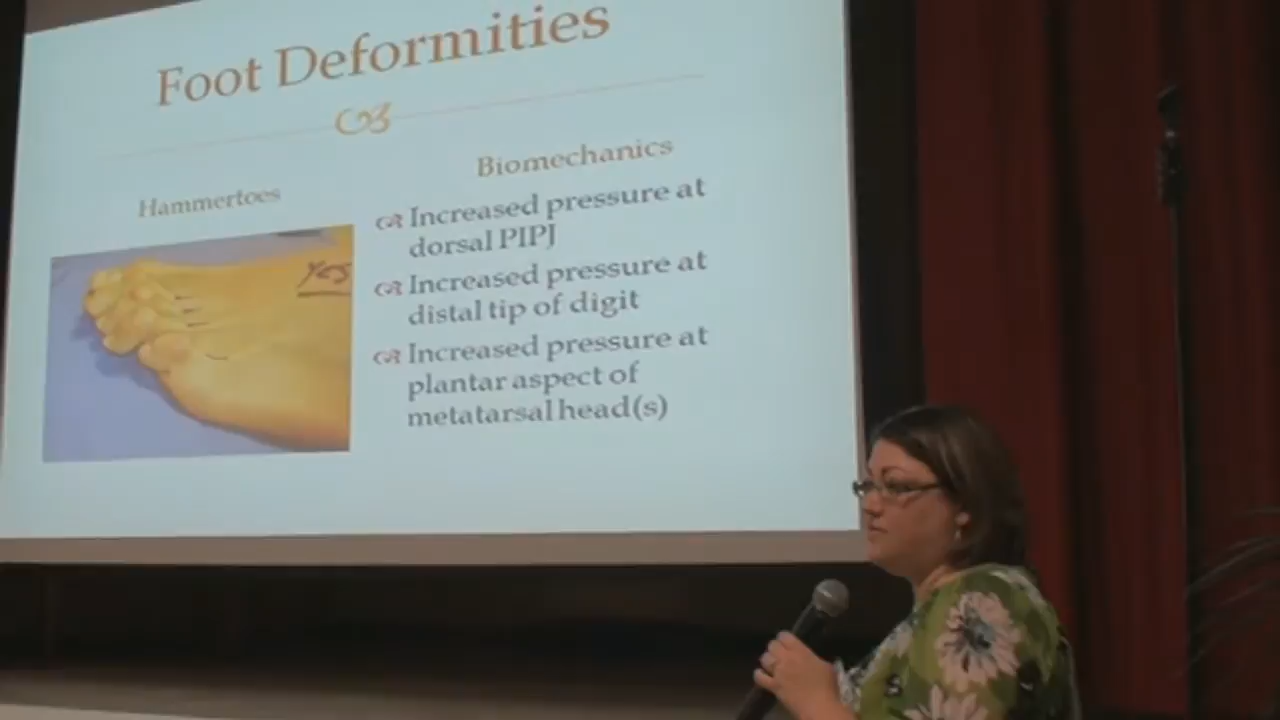 Foot Deformities
Hammertoes
Yes
Biomechanics
Increased pressure at
dorsal PIPJ
Increased pressure at
distal tip of digit
Increased pressure at
plantar aspect of
metatarsal head(s)